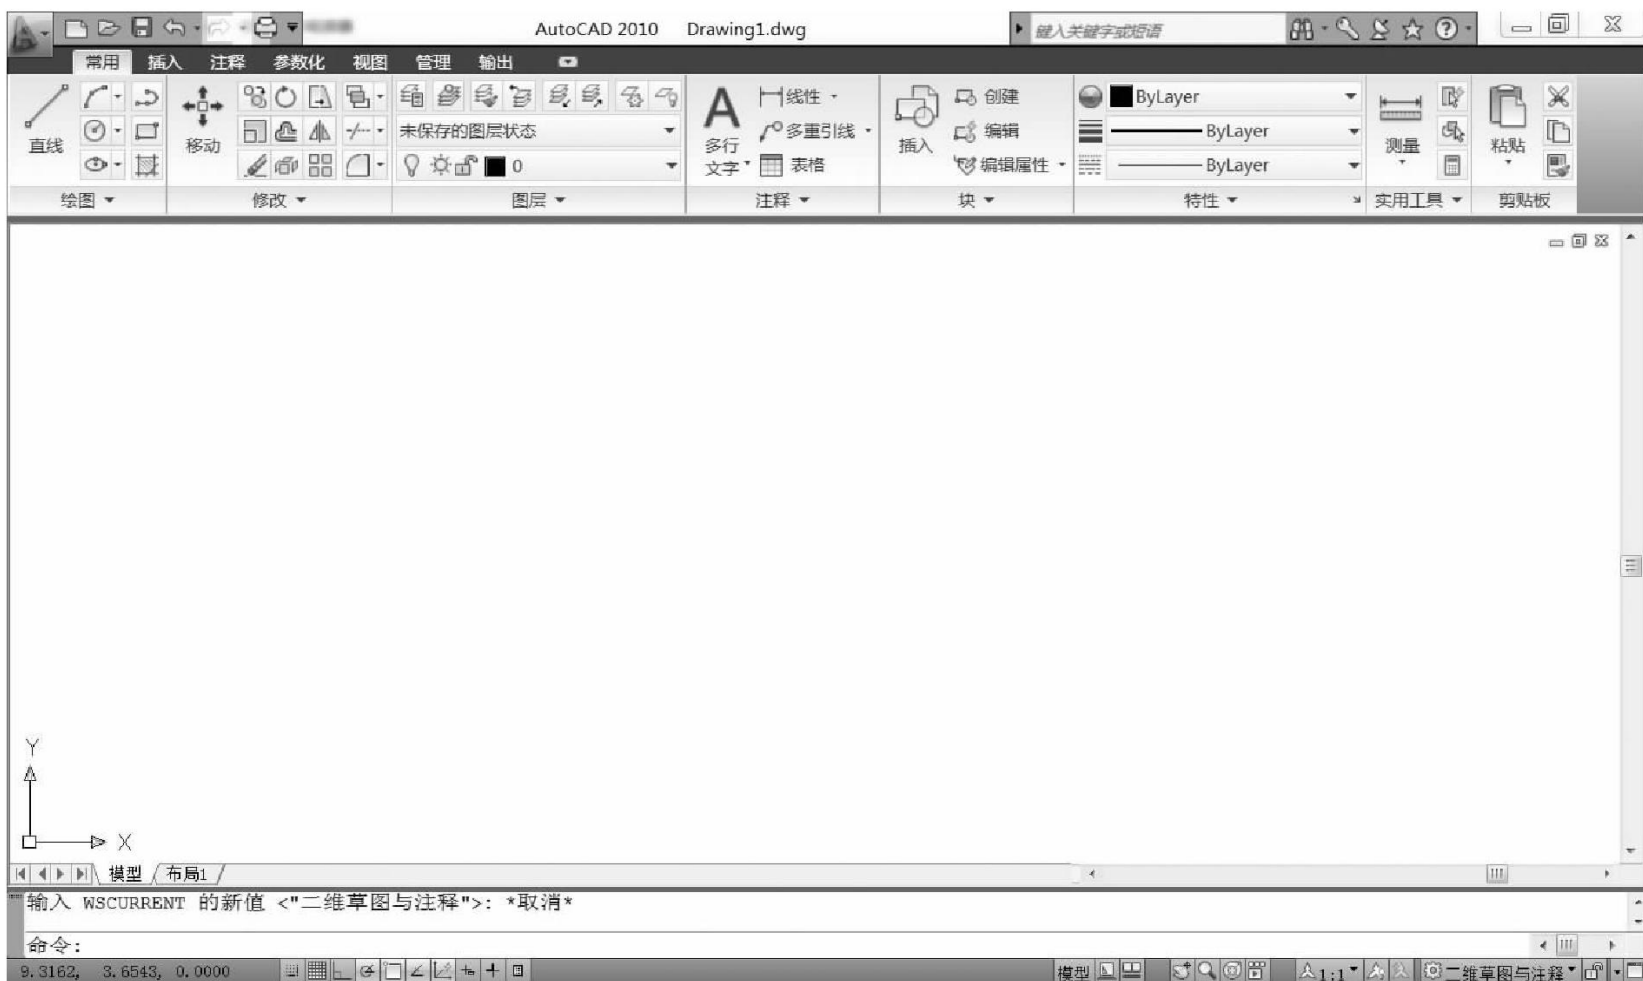 AutoCAD 2010 Drawing1.dwg 键入关键字或短语
常用 插入 注释 参数化 视图 管理 输出
直线
移动
未保存的图层状态
0
A
多行
文字
线性
多重引线
表格
插入
创建
编辑
编辑属性
ByLayer
ByLayer
ByLayer
测量
粘贴
绘图 修改 图层 注释 块 特性 实用工具 剪贴板
Y
X
模型 布局1
输入 WSCURRENT 的新值 <"二维草图与注释">: *取消*
命令:
9.3162, 3.6543, 0.0000 模型 1:1 二维草图与注释